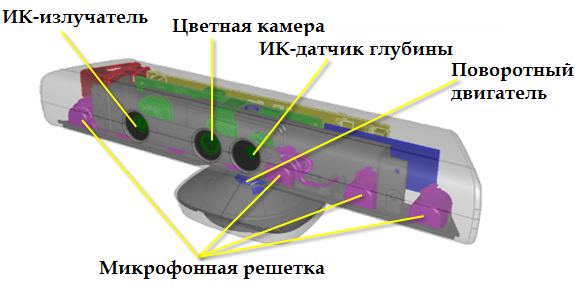 ИК-излучатель
Цветная камера
ИК-датчик глубины
Поворотный
двигатель
Микрофонная решетка